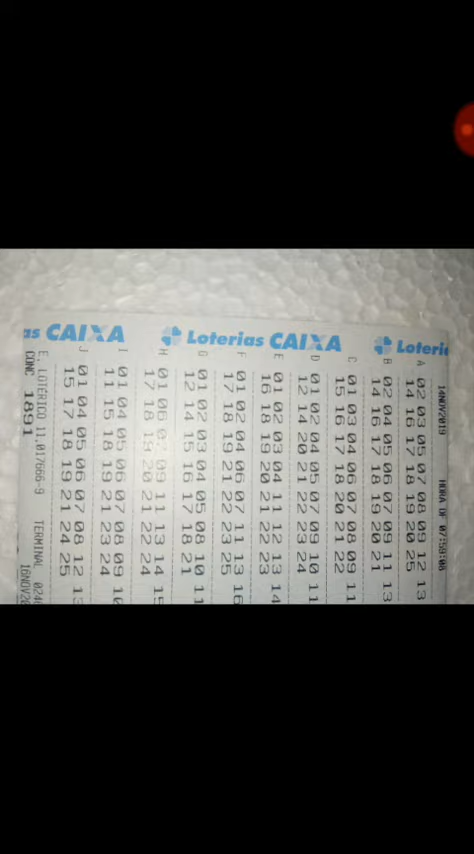 14NOV2019 HORA DF 07:59:08
A 02 03 05 07 08 09 12 13
14 16 17 18 19 20 25
B 02 04 05 06 07 09 11 13
14 16 17 18 19 20 21
C 01 03 04 06 07 08 09 11
15 16 17 18 20 21 22
D 01 02 04 05 07 09 10 11
12 14 20 21 22 23 24
E 01 02 03 04 11 12 13 14
16 18 19 20 21 22 23
F 01 02 04 06 07 11 13 16
17 18 19 21 22 23 25
G 01 02 03 04 05 08 10 11
12 14 15 16 17 18 21
H 01 06 09 11 13 14 15
17 18 19 20 21 22 24
I 01 04 05 06 07 08 09 10
11 15 18 19 21 23 24
J 01 04 05 06 07 08 12 13
15 17 18 19 21 24 25
E. LOTÉRICO 11.017666-9 TERMINAL
CONC 1891
Loterias CAIXA
as CAIXA
Loteri